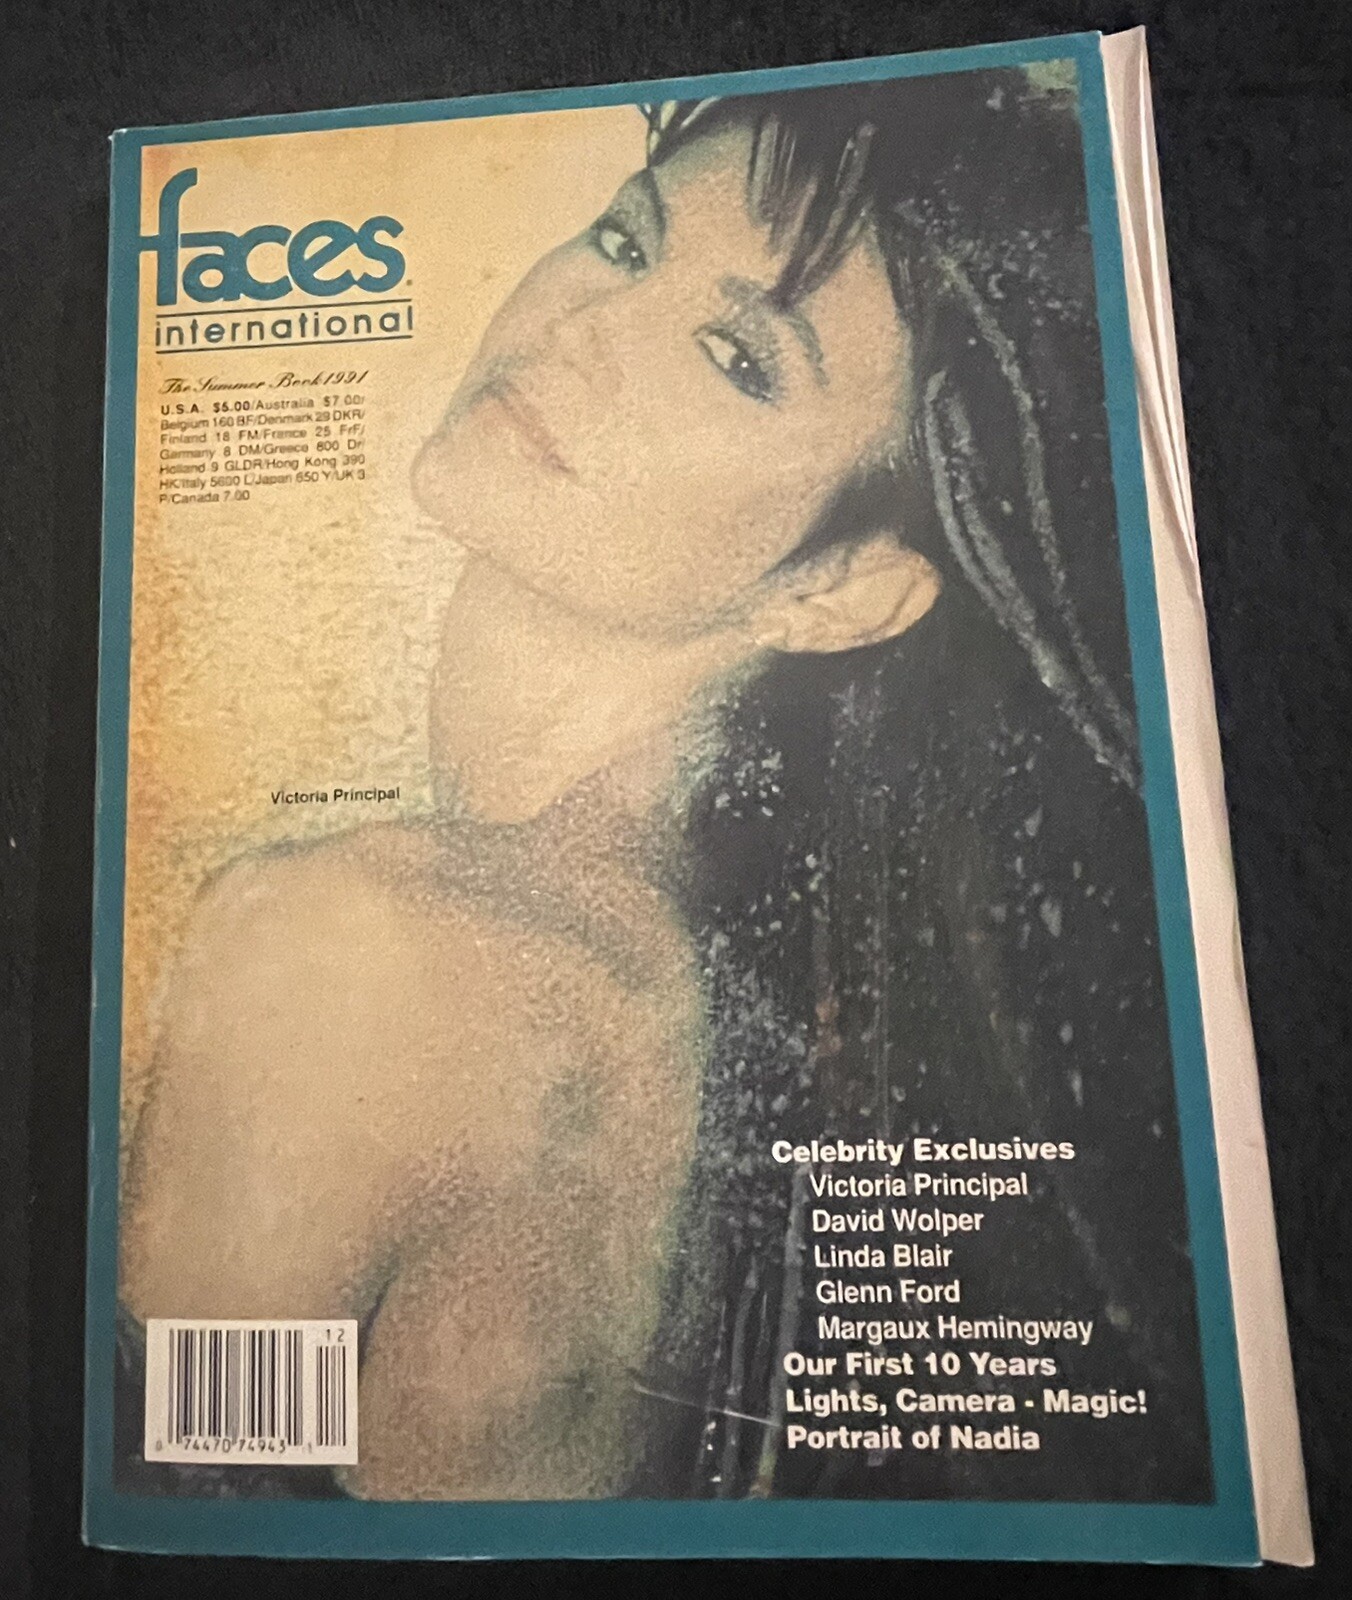 faces
international
The Summer Book 1991
U.S.A. $5.00/Australia $7.00/
Belgium 160 BF/Denmark 29 DKR/
Finland 18 FM/France 25 FrF/
Germany 8 DM/Greece 800 Dr/
Holland 9 GLDR/Hong Kong 390
HK/Italy 5600 L/Japan 650 Y/UK 3
P/Canada 7.00
Victoria Principal
Celebrity Exclusives
Victoria Principal
David Wolper
Linda Blair
Glenn Ford
Margaux Hemingway
Our First 10 Years
Lights, Camera - Magic!
Portrait of Nadia
12
0 74470 74943 1